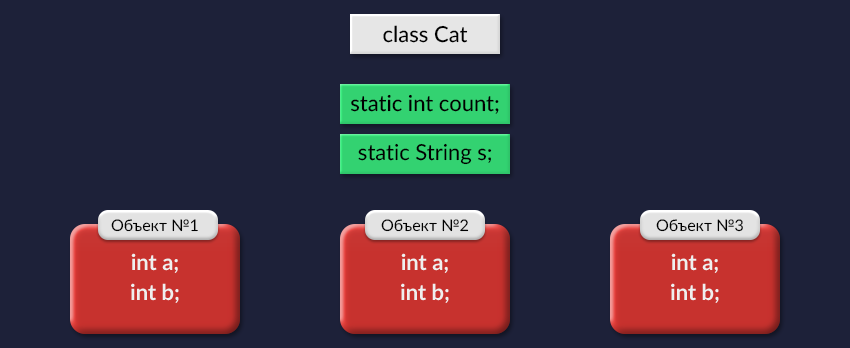 class Cat
static int count;
static String s;
Объект №1
int a;
int b;
Объект №2
int a;
int b;
Объект №3
int a;
int b;